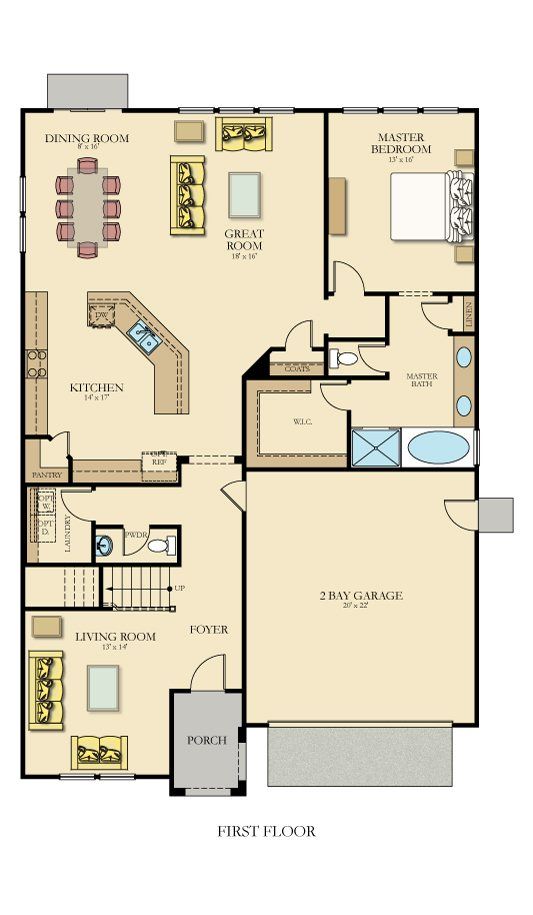 DINING ROOM
8' x 16'
MASTER
BEDROOM
13' x 16'
GREAT
ROOM
18' x 16'
DW
LINEN
COATS
MASTER
BATH
KITCHEN
14' x 17'
W.I.C.
REF
PANTRY
OPT
W.
OPT
D.
LAUNDRY
PWDR
UP
2 BAY GARAGE
20' x 22'
LIVING ROOM
13' x 14'
FOYER
PORCH
FIRST FLOOR